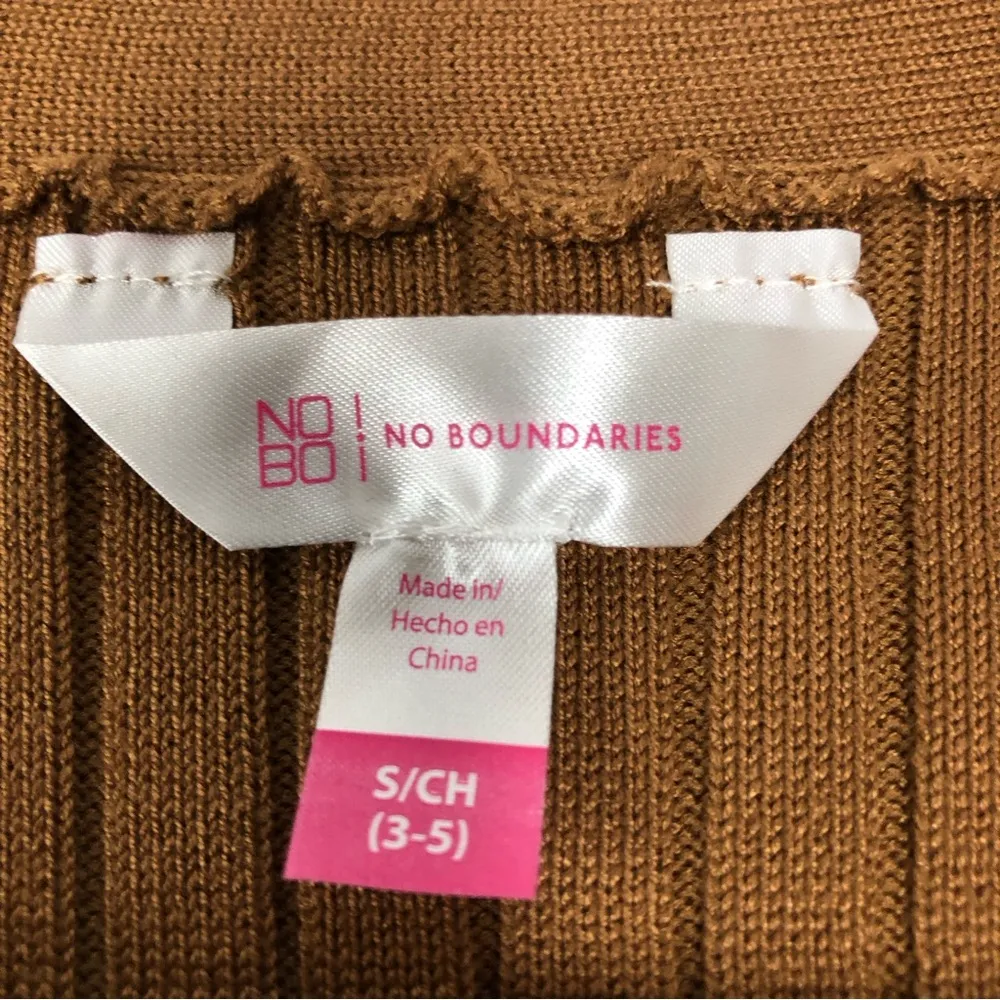 NO
BO
NO BOUNDARIES
Made in/
Hecho en
China
S/CH
(3-5)